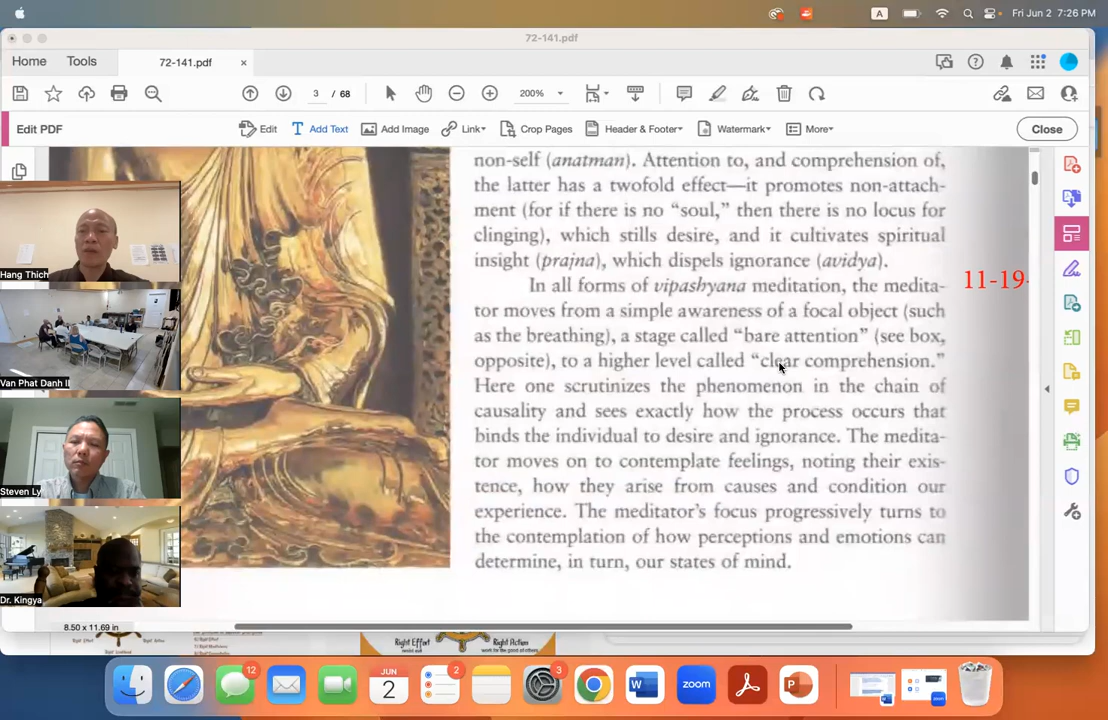 Fri Jun 2 7:26 PM
A
72-141.pdf
Home
Tools
72-141.pdf
×
3 / 68
200%
Edit PDF
Edit
Add Text
Add Image
Link
Crop Pages
Header & Footer
Watermark
More
Close
non-self (anatman). Attention to, and comprehension of,
the latter has a twofold effect—it promotes non-attach-
ment (for if there is no “soul,” then there is no locus for
clinging), which stills desire, and it cultivates spiritual
insight (prajna), which dispels ignorance (avidya).
In all forms of vipashyana meditation, the medita-
tor moves from a simple awareness of a focal object (such
as the breathing), a stage called “bare attention” (see box,
opposite), to a higher level called “clear comprehension.”
Here one scrutinizes the phenomenon in the chain of
causality and sees exactly how the process occurs that
binds the individual to desire and ignorance. The medita-
tor moves on to contemplate feelings, noting their exis-
tence, how they arise from causes and condition our
experience. The meditator’s focus progressively turns to
the contemplation of how perceptions and emotions can
determine, in turn, our states of mind.
11-19-
Hang Thich
Van Phat Danh II
Steven Ly
Dr. Kingya
8.50 x 11.69 in
Right Effort
Right Action
12
JUN
2
2
3
W
zoom
P